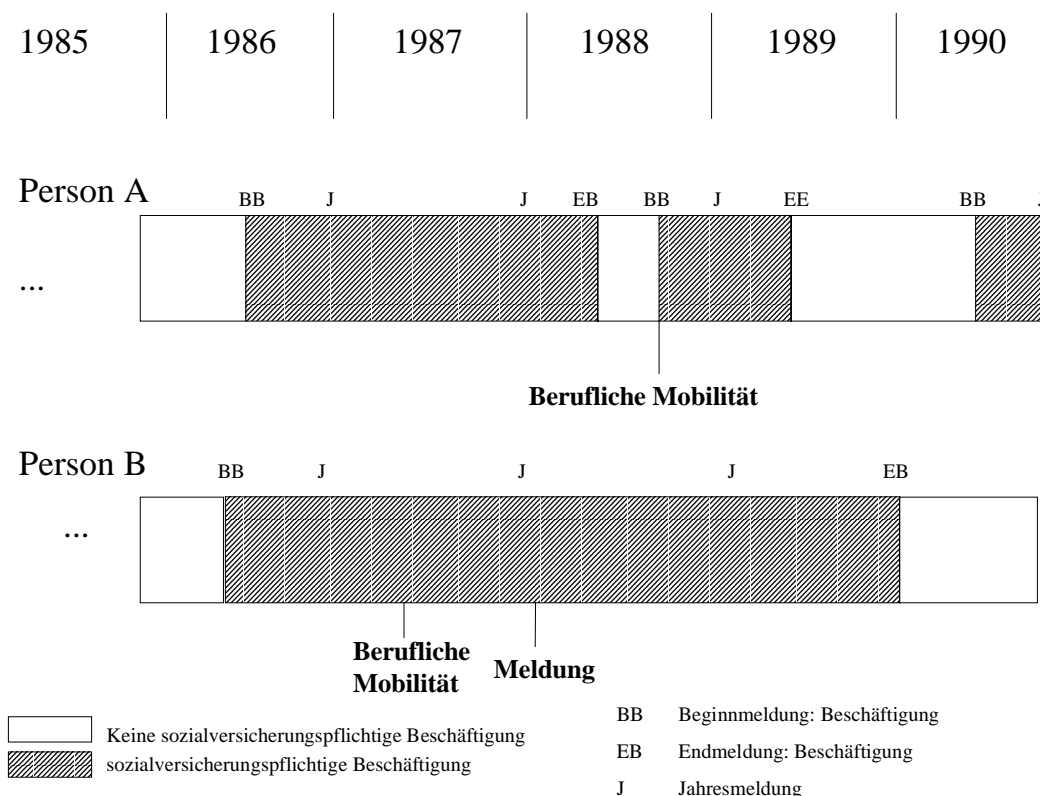 1985 1986 1987 1988 1989 1990
Person A
BB J J EB BB J EE BB J
...
Berufliche Mobilität
Person B
BB J J J EB
...
Berufliche
Mobilität
Meldung
Keine sozialversicherungspflichtige Beschäftigung
sozialversicherungspflichtige Beschäftigung
BB Beginnmeldung: Beschäftigung
EB Endmeldung: Beschäftigung
J Jahresmeldung